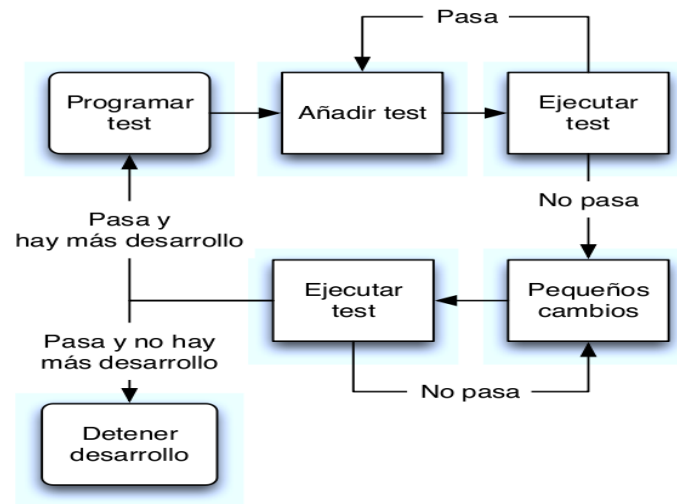 Pasa
Programar
test
Añadir test
Ejecutar
test
No pasa
Pasa y
hay más desarrollo
Ejecutar
test
Pequeños
cambios
Pasa y no hay
más desarrollo
No pasa
Detener
desarrollo